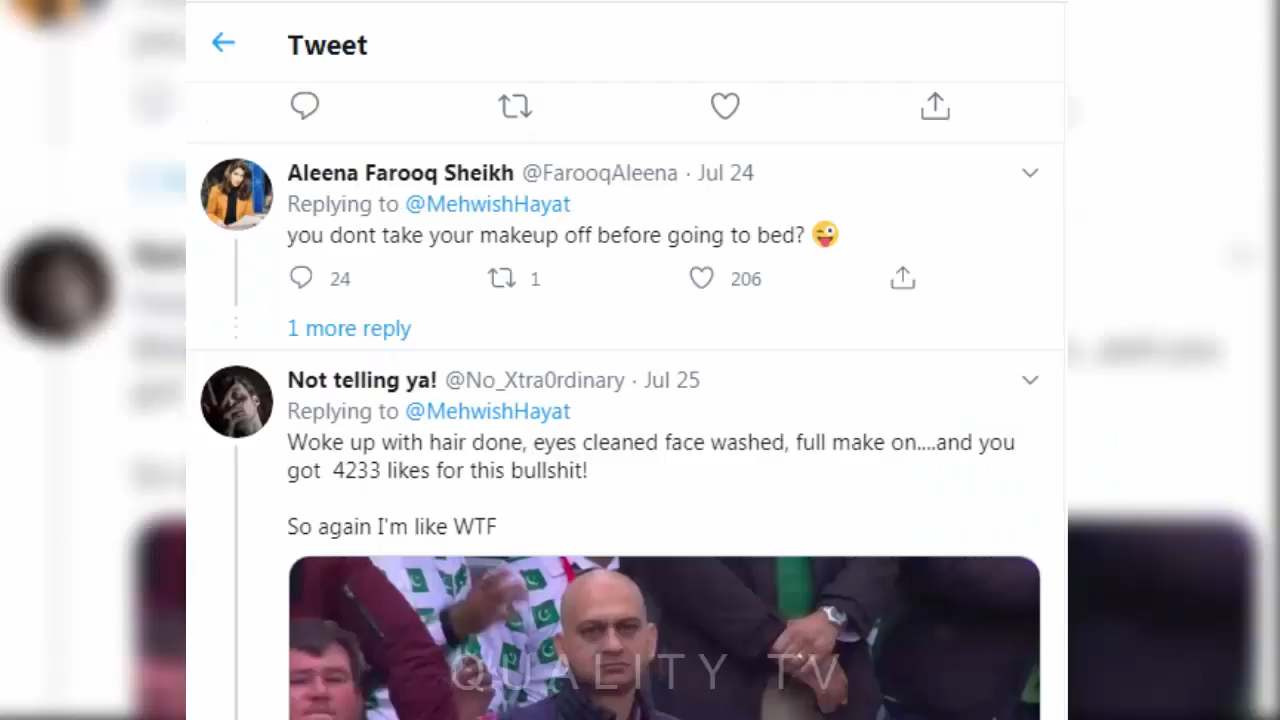 Tweet
Aleena Farooq Sheikh @FarooqAleena · Jul 24
Replying to @MehwishHayat
you dont take your makeup off before going to bed? 😜
24 1 206
1 more reply
Not telling ya! @No_Xtra0rdinary · Jul 25
Replying to @MehwishHayat
Woke up with hair done, eyes cleaned face washed, full make on....and you
got 4233 likes for this bullshit!
So again I'm like WTF
QUALITY TV